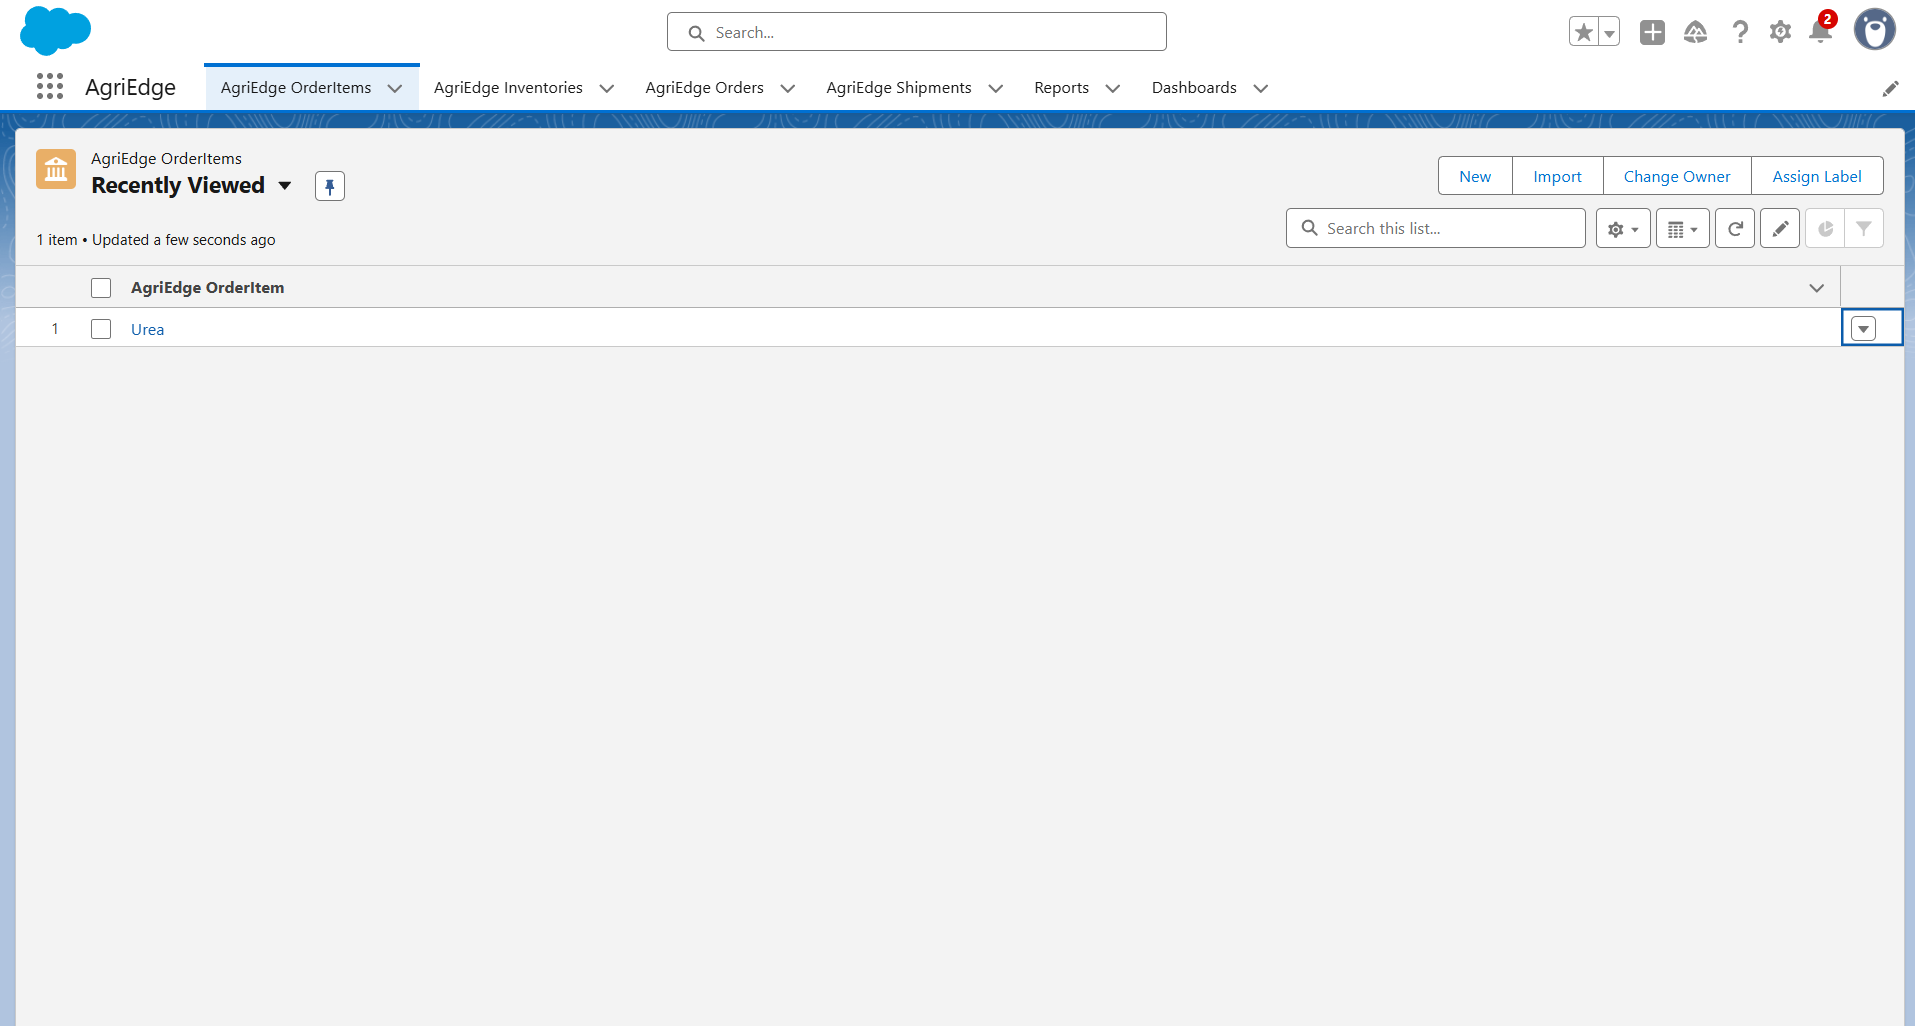 Search...
2
AgriEdge
AgriEdge OrderItems
AgriEdge Inventories
AgriEdge Orders
AgriEdge Shipments
Reports
Dashboards
AgriEdge OrderItems
Recently Viewed
New
Import
Change Owner
Assign Label
1 item • Updated a few seconds ago
Search this list...
AgriEdge OrderItem
1
Urea